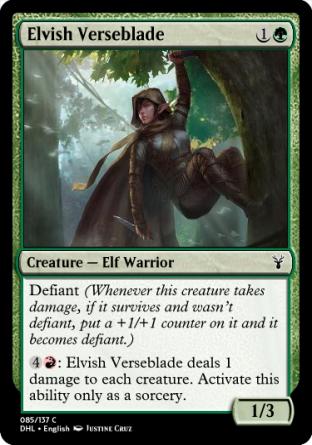 Elvish Verseblade 1
Creature — Elf Warrior
Defiant (Whenever this creature takes
damage, if it survives and wasn't
defiant, put a +1/+1 counter on it and it
becomes defiant.)
4: Elvish Verseblade deals 1
damage to each creature. Activate this
ability only as a sorcery.
1/3
085/137 C
DHL • English Justine Cruz